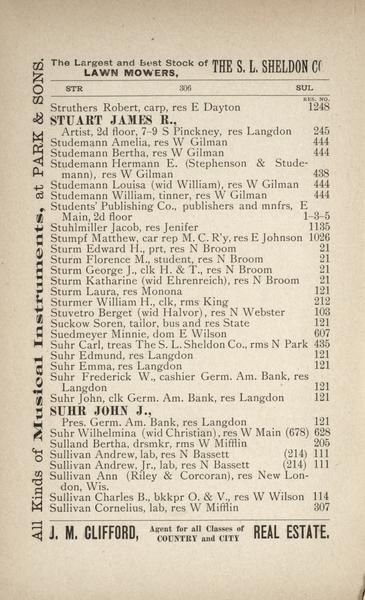 The Largest and Best Stock of
LAWN MOWERS,
THE S. L. SHELDON CO
STR 306 SUL
RES. NO.
Struthers Robert, carp, res E Dayton 1248
STUART JAMES R.,
Artist, 2d floor, 7-9 S Pinckney, res Langdon 245
Studemann Amelia, res W Gilman 444
Studemann Bertha, res W Gilman 444
Studemann Hermann E. (Stephenson & Stude-
mann), res W Gilman 438
Studemann Louisa (wid William), res W Gilman 444
Studemann William, tinner, res W Gilman 444
Students' Publishing Co., publishers and mnfrs, E
Main, 2d floor 1-3-5
Stuhlmiller Jacob, res Jenifer 1135
Stumpf Matthew, car rep M. C. R'y, res E Johnson 1026
Sturm Edward H., prt, res N Broom 21
Sturm Florence M., student, res N Broom 21
Sturm George J., clk H. & T., res N Broom 21
Sturm Katharine (wid Ehrenreich), res N Broom 21
Sturm Laura, res Monona 121
Sturmer William H., clk, rms King 212
Stuvetro Berget (wid Halvor), res N Webster 103
Suckow Soren, tailor, bus and res State 121
Suedmeyer Minnie, dom E Wilson 607
Suhr Carl, treas The S. L. Sheldon Co., rms N Park 435
Suhr Edmund, res Langdon 121
Suhr Emma, res Langdon 121
Suhr Frederick W., cashier Germ. Am. Bank, res
Langdon 121
Suhr John, clk Germ. Am. Bank, res Langdon 121
SUHR JOHN J.,
Pres. Germ. Am. Bank, res Langdon 121
Suhr Wilhelmina (wid Christian), res W Main (678) 628
Sulland Bertha, drsmkr, rms W Mifflin 205
Sullivan Andrew, lab, res N Bassett (214) 111
Sullivan Andrew, Jr., lab, res N Bassett (214) 111
Sullivan Ann (Riley & Corcoran), res New Lon-
don, Wis.
Sullivan Charles B., bkkpr O. & V., res W Wilson 114
Sullivan Cornelius, lab, res W Mifflin 307
J. M. CLIFFORD, Agent for all Classes of
COUNTRY and CITY
REAL ESTATE.
All Kinds of Musical Instruments, at PARK & SONS.